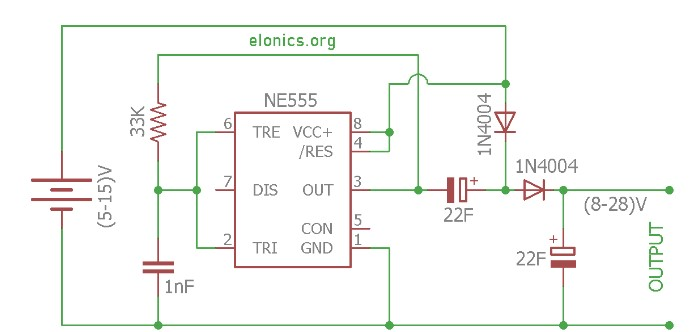 elonics.org
33K
NE555
6
TRE
VCC+
8
/RES
4
1N4004
7
DIS
OUT
3
1N4004
22F
(8-28)V
(5-15)V
CON
5
2
TRI
GND
1
22F
OUTPUT
1nF